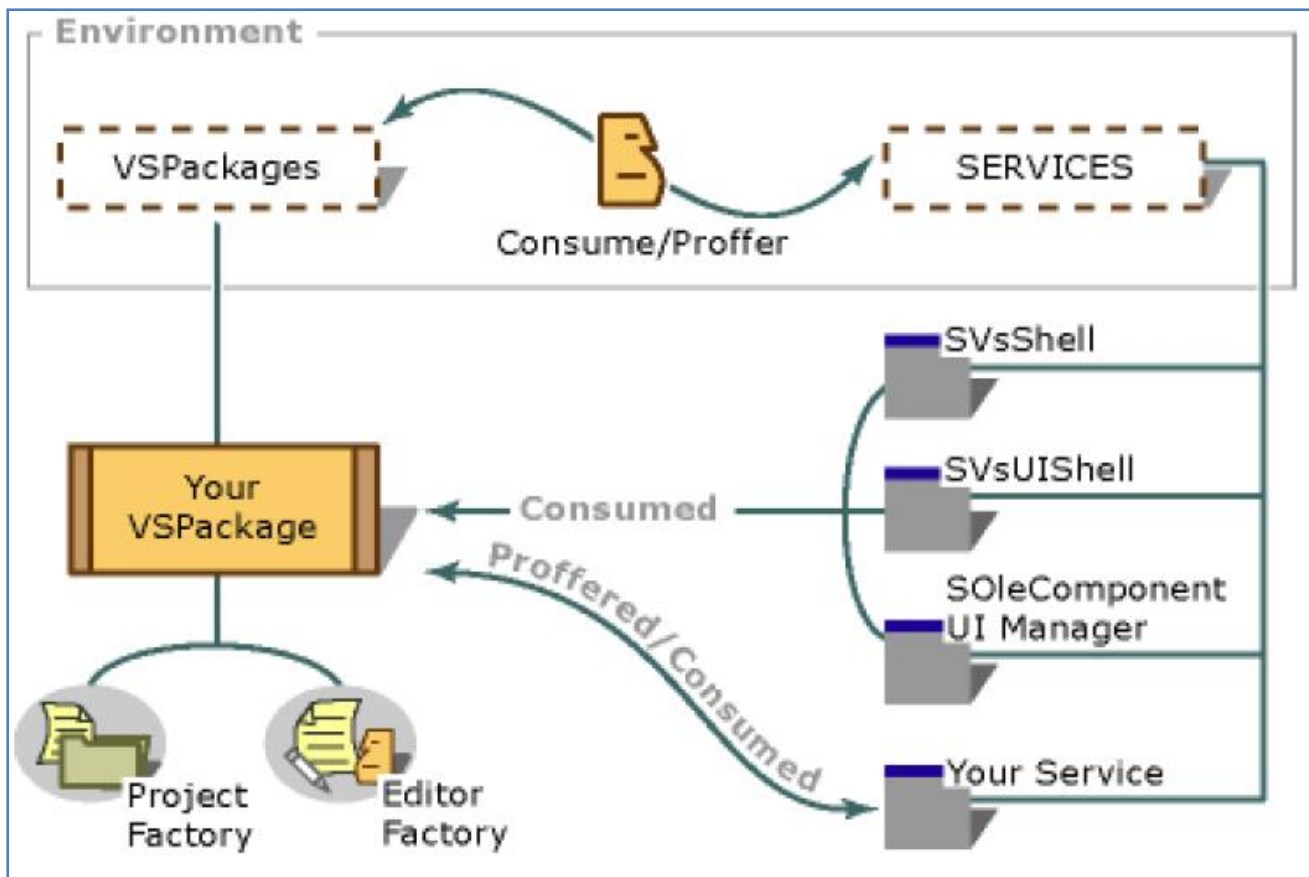 Environment
VSPackages
SERVICES
Consume/Proffer
SVsShell
Your
VSPackage
Consumed
SVsUIShell
Proffered/Consumed
SOleComponent
UI Manager
Project
Factory
Editor
Factory
Your Service